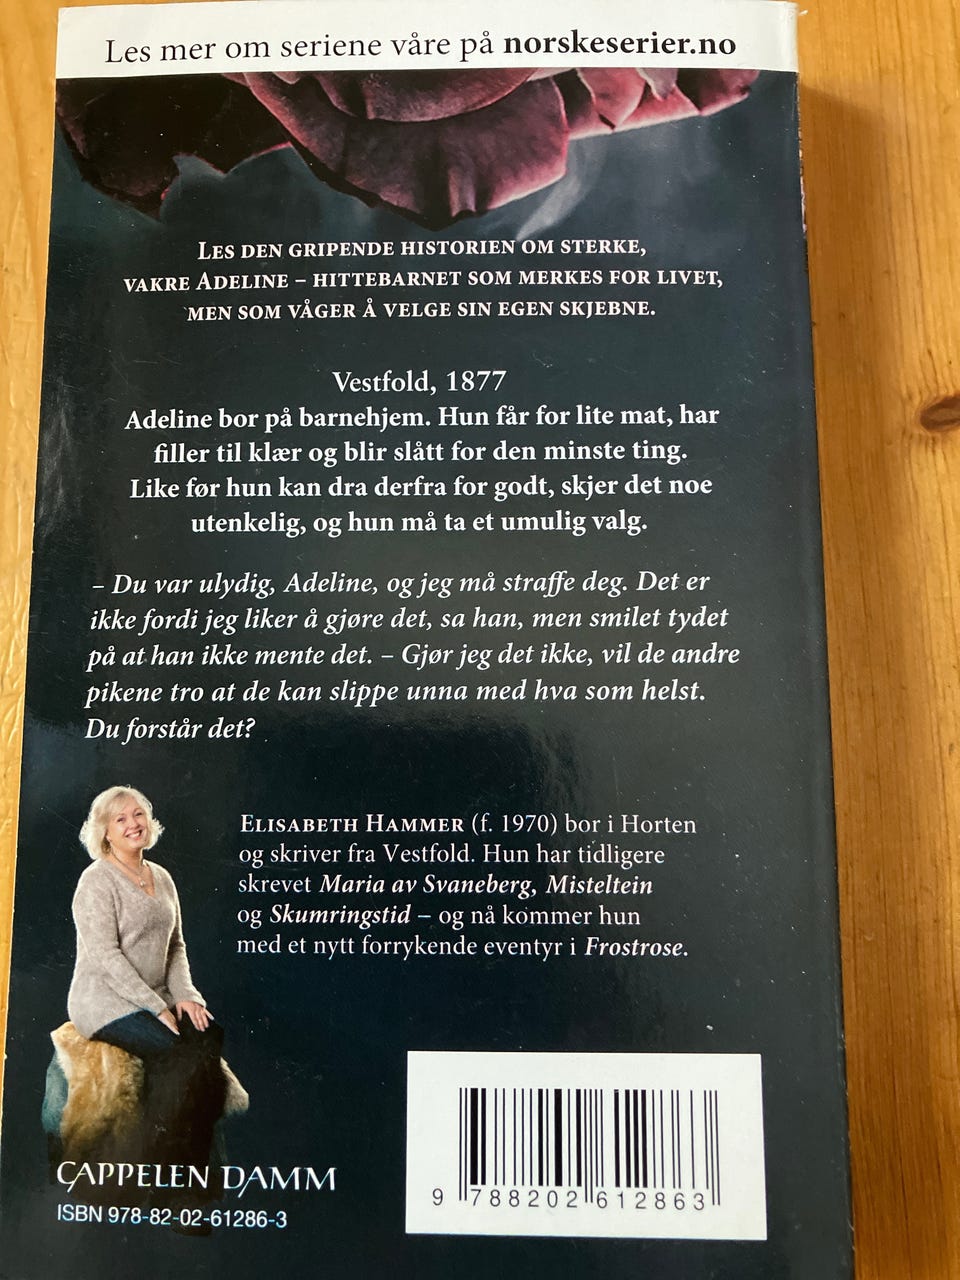 Les mer om seriene våre på norskeserier.no
Les den gripende historien om sterke,
vakre Adeline – hittebarnet som merkes for livet,
men som våger å velge sin egen skjebne.
Vestfold, 1877
Adeline bor på barnehjem. Hun får for lite mat, har
filler til klær og blir slått for den minste ting.
Like før hun kan dra derfra for godt, skjer det noe
utenkelig, og hun må ta et umulig valg.
– Du var ulydig, Adeline, og jeg må straffe deg. Det er
ikke fordi jeg liker å gjøre det, sa han, men smilet tydet
på at han ikke mente det. – Gjør jeg det ikke, vil de andre
pikene tro at de kan slippe unna med hva som helst.
Du forstår det?
Elisabeth Hammer (f. 1970) bor i Horten
og skriver fra Vestfold. Hun har tidligere
skrevet Maria av Svaneberg, Misteltein
og Skumringstid – og nå kommer hun
med et nytt forrykende eventyr i Frostrose.
CAPPELEN DAMM
ISBN 978-82-02-61286-3
9 788202 612863